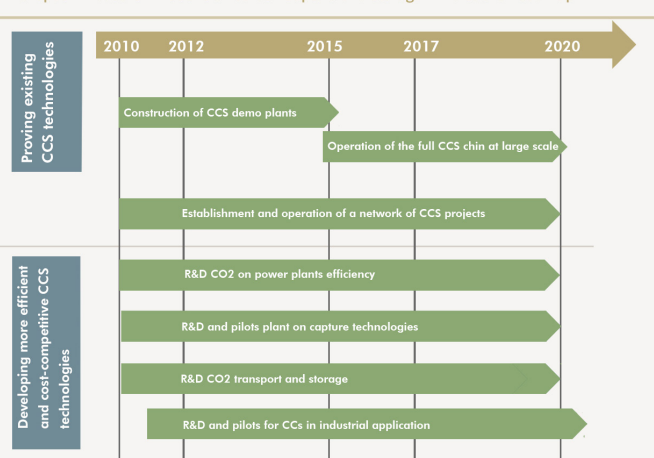 2010 2012 2015 2017 2020
Proving existing
CCS technologies
Construction of CCS demo plants
Operation of the full CCS chin at large scale
Establishment and operation of a network of CCS projects
Developing more efficient
and cost-competitive CCS
technologies
R&D CO2 on power plants efficiency
R&D and pilots plant on capture technologies
R&D CO2 transport and storage
R&D and pilots for CCs in industrial application